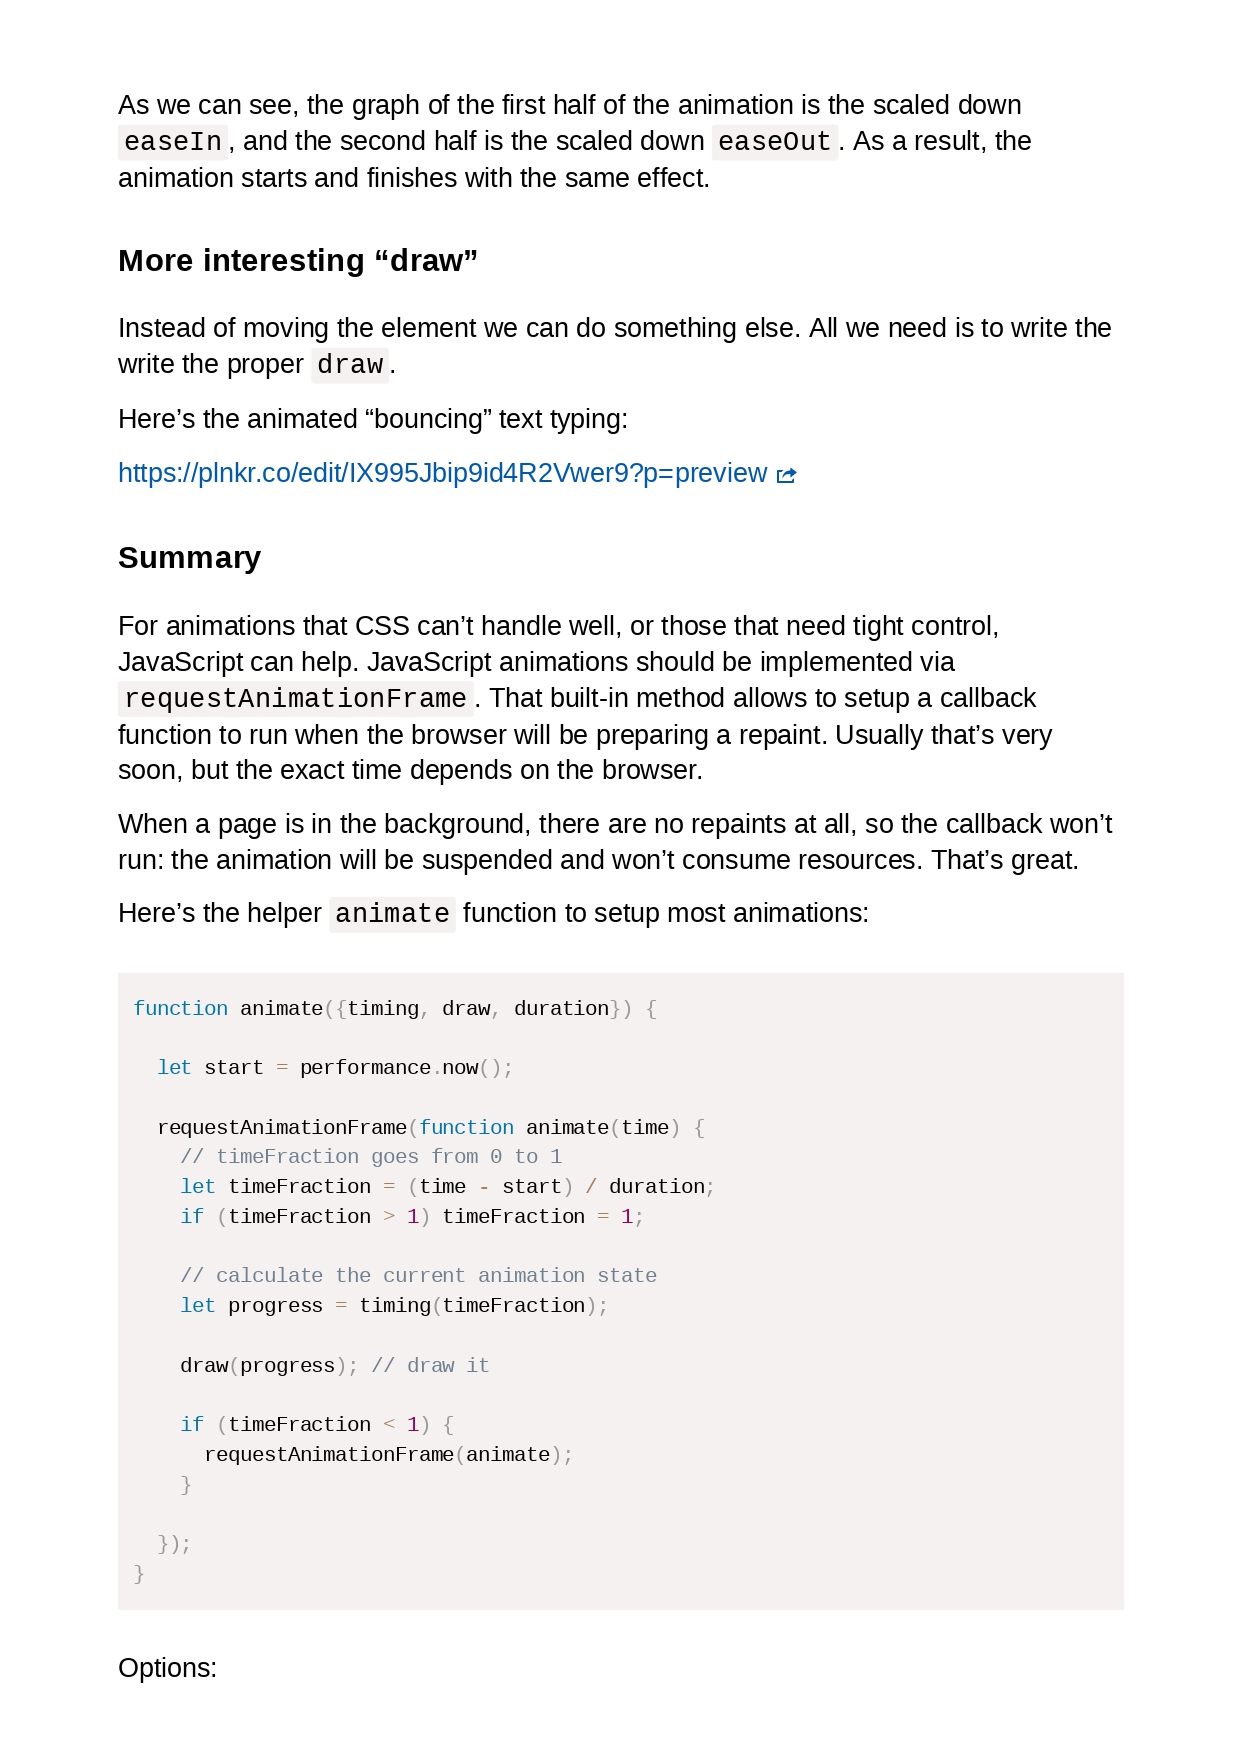 As we can see, the graph of the first half of the animation is the scaled down
easeIn, and the second half is the scaled down easeOut. As a result, the
animation starts and finishes with the same effect.
More interesting “draw”
Instead of moving the element we can do something else. All we need is to write the
write the proper draw.
Here’s the animated “bouncing” text typing:
https://plnkr.co/edit/IX995Jbip9id4R2Vwer9?p=preview
Summary
For animations that CSS can’t handle well, or those that need tight control,
JavaScript can help. JavaScript animations should be implemented via
requestAnimationFrame. That built-in method allows to setup a callback
function to run when the browser will be preparing a repaint. Usually that’s very
soon, but the exact time depends on the browser.
When a page is in the background, there are no repaints at all, so the callback won’t
run: the animation will be suspended and won’t consume resources. That’s great.
Here’s the helper animate function to setup most animations:
function animate({timing, draw, duration}) {
  let start = performance.now();
  requestAnimationFrame(function animate(time) {
    // timeFraction goes from 0 to 1
    let timeFraction = (time - start) / duration;
    if (timeFraction > 1) timeFraction = 1;
    // calculate the current animation state
    let progress = timing(timeFraction);
    draw(progress); // draw it
    if (timeFraction < 1) {
      requestAnimationFrame(animate);
    }
  });
}
Options: